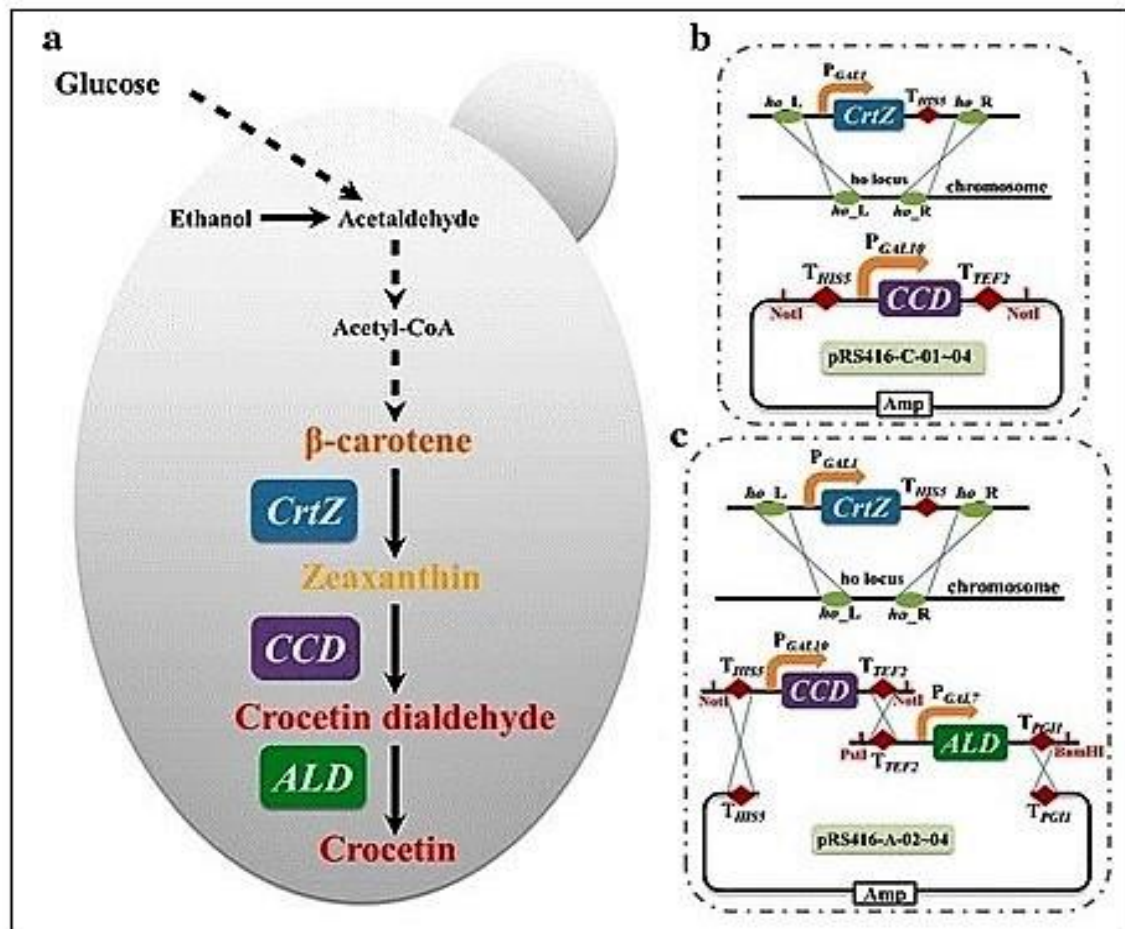 a
Glucose
Ethanol
Acetaldehyde
Acetyl-CoA
β-carotene
CrtZ
Zeaxanthin
CCD
Crocetin dialdehyde
ALD
Crocetin
b
PGAL1
ho_L
CrtZ
THIS5
ho_R
ho locus
chromosome
ho_L
ho_R
PGAL10
THIS5
TTEF2
CCD
NotI
NotI
pRS416-C-01~04
Amp
c
PGAL1
ho_L
CrtZ
THIS5
ho_R
ho locus
chromosome
ho_L
ho_R
PGAL10
THIS5
CCD
TTEF2
NotI
NotI
PGAL7
ALD
TPGI1
PstI
TTEF2
BamHI
THIS5
TPGI1
pRS416-A-02~04
Amp